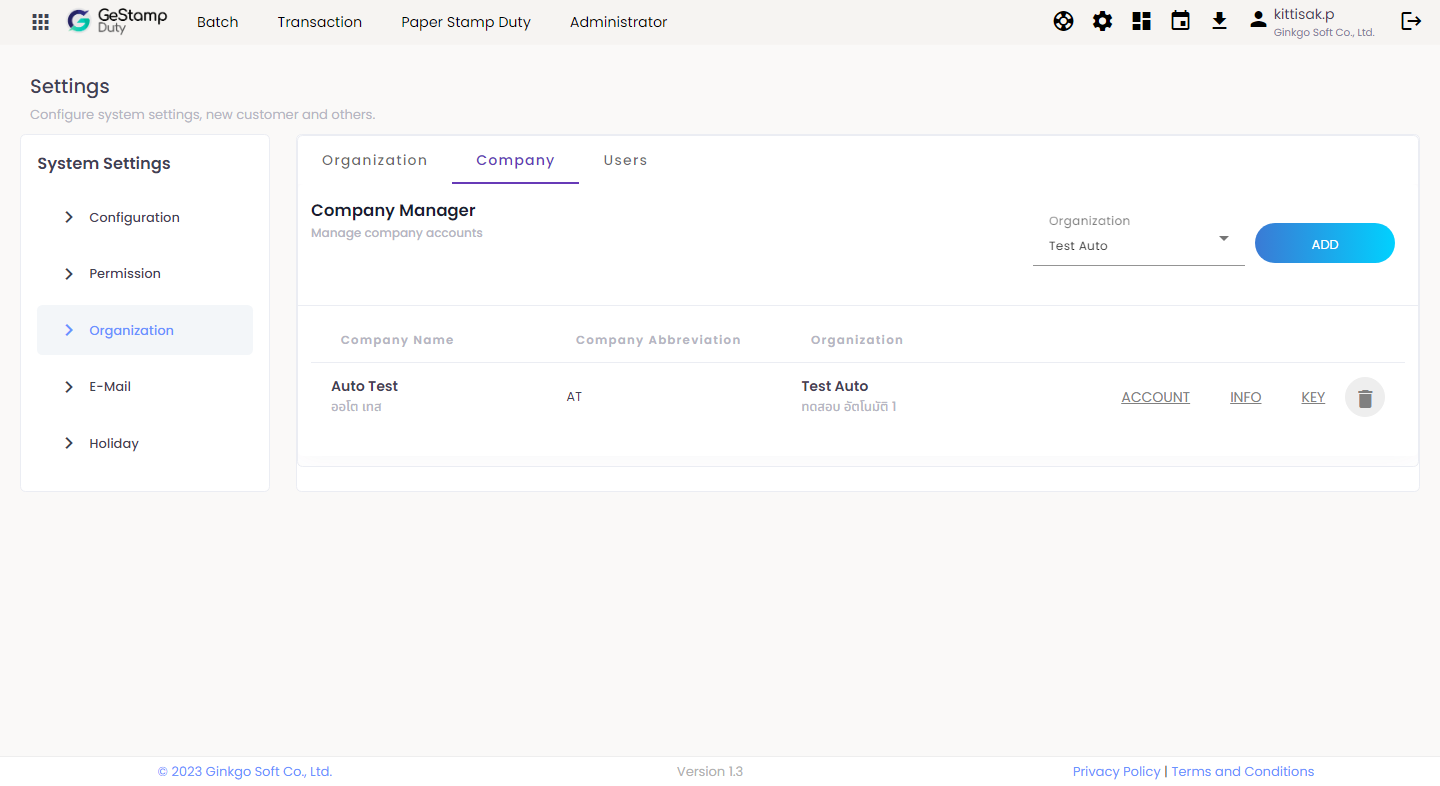 GeStamp
Duty
Batch
Transaction
Paper Stamp Duty
Administrator
kittisak.p
Ginkgo Soft Co., Ltd.
Settings
Configure system settings, new customer and others.
System Settings
Configuration
Permission
Organization
E-Mail
Holiday
Organization
Company
Users
Company Manager
Manage company accounts
Organization
Test Auto
ADD
Company Name
Company Abbreviation
Organization
Auto Test
ออโต เทส
AT
Test Auto
ทดสอบ อัตโนมัติ 1
ACCOUNT
INFO
KEY
© 2023 Ginkgo Soft Co., Ltd.
Version 1.3
Privacy Policy | Terms and Conditions